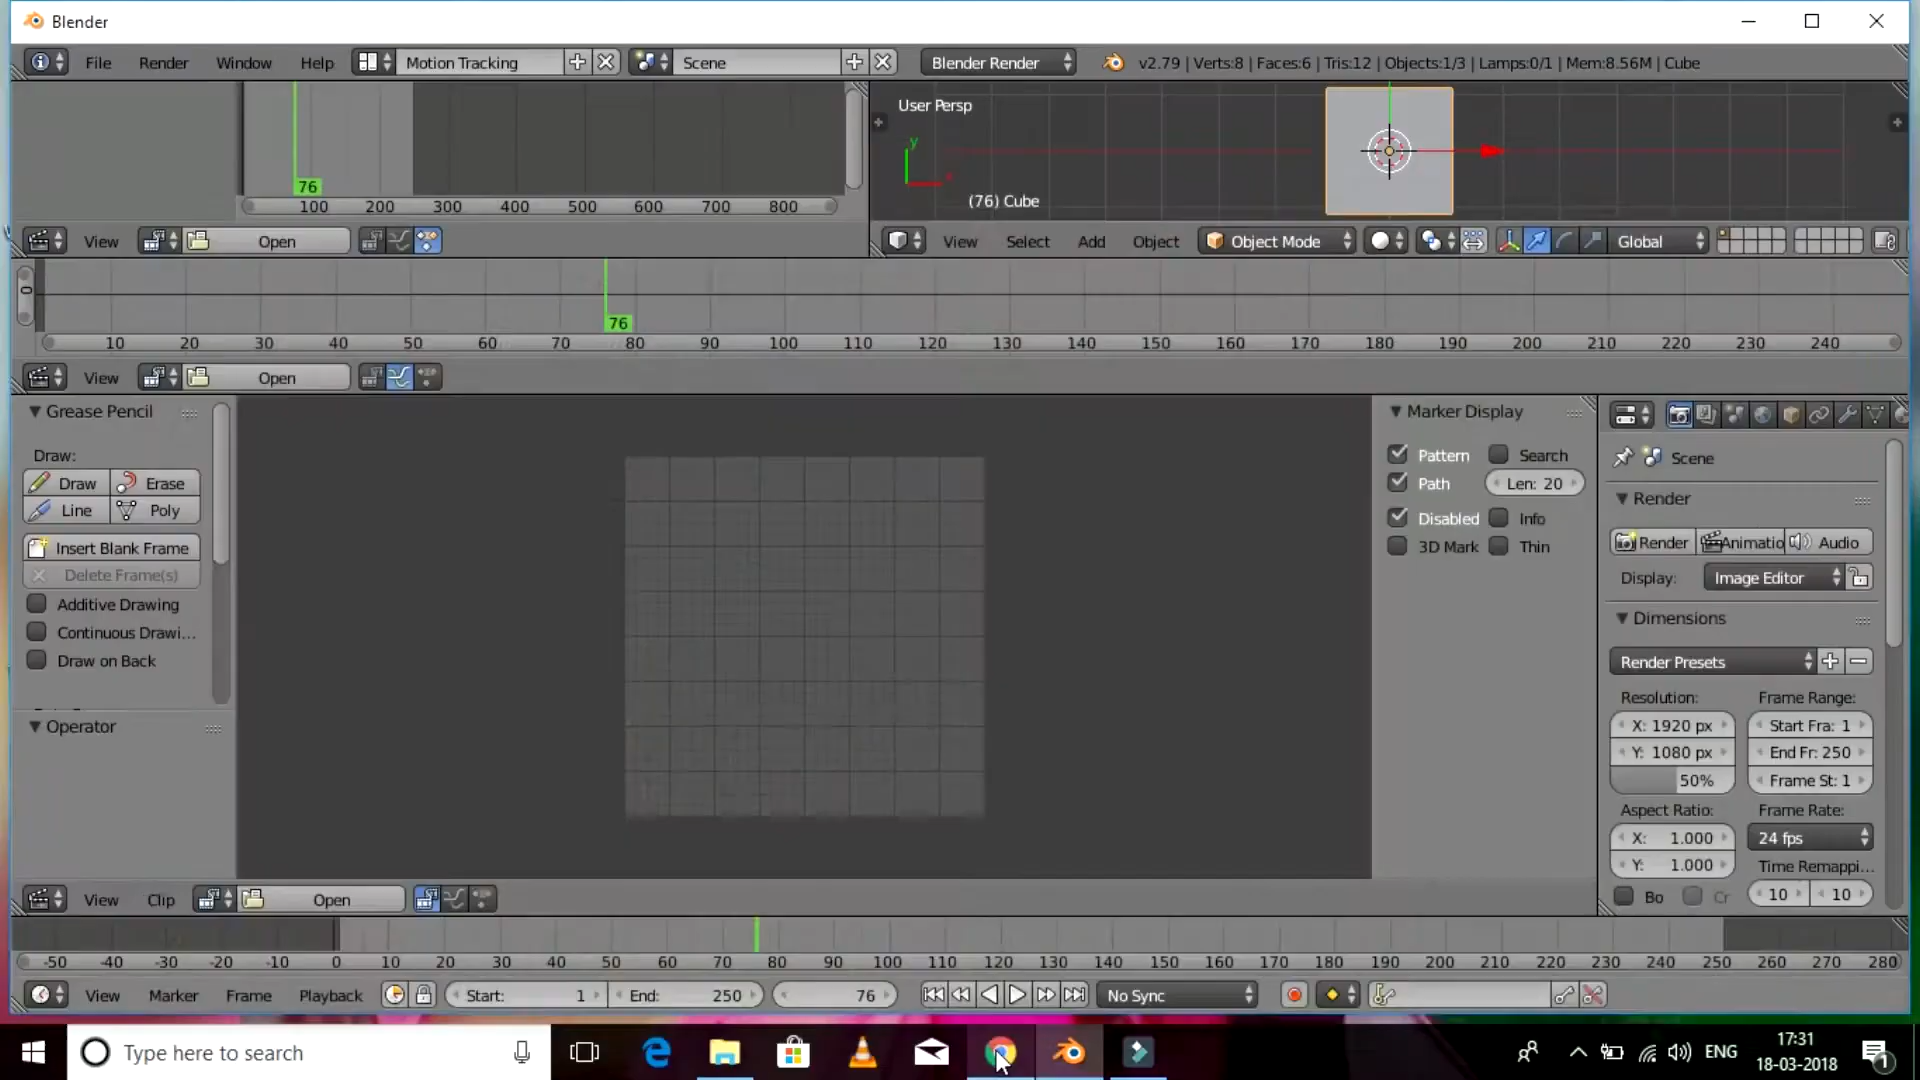 Blender
File Render Window Help Motion Tracking Scene Blender Render v2.79 | Verts:8 | Faces:6 | Tris:12 | Objects:1/3 | Lamps:0/1 | Mem:8.56M | Cube
76
100 200 300 400 500 600 700 800
User Persp
y
(76) Cube
View Open
View Select Add Object Object Mode Global
0
76
10 20 30 40 50 60 70 80 90 100 110 120 130 140 150 160 170 180 190 200 210 220 230 240
View Open
Grease Pencil
Draw:
Draw Erase
Line Poly
Insert Blank Frame
Delete Frame(s)
Additive Drawing
Continuous Drawi...
Draw on Back
Operator
Marker Display
Pattern Search
Path Len: 20
Disabled Info
3D Mark Thin
Scene
Render
Render Animatio Audio
Display: Image Editor
Dimensions
Render Presets
Resolution: Frame Range:
X: 1920 px Start Fra: 1
Y: 1080 px End Fr: 250
50% Frame St: 1
Aspect Ratio: Frame Rate:
X: 1.000 24 fps
Y: 1.000 Time Remappi...
Bo Cr 10 10
View Clip Open
-50 -40 -30 -20 -10 0 10 20 30 40 50 60 70 80 90 100 110 120 130 140 150 160 170 180 190 200 210 220 230 240 250 260 270 280
View Marker Frame Playback Start: 1 End: 250 76 No Sync
Type here to search
ENG
17:31
18-03-2018
1